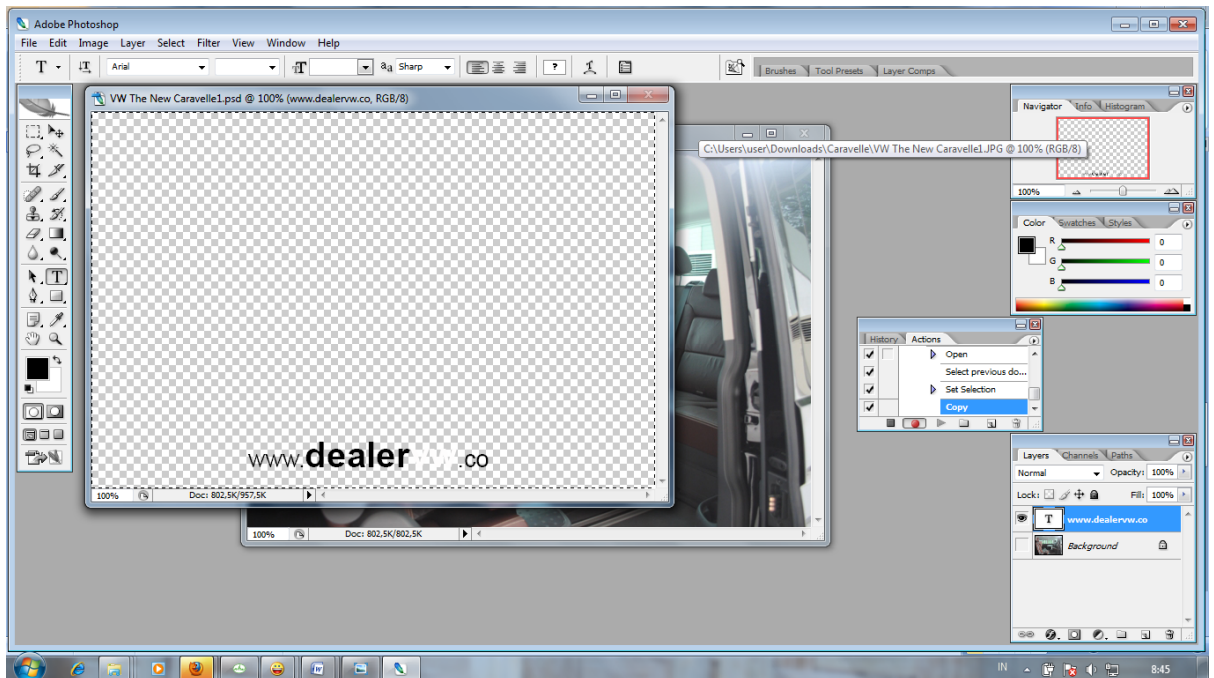 Adobe Photoshop
File Edit Image Layer Select Filter View Window Help
T Arial Sharp ? Brushes Tool Presets Layer Comps
VW The New Caravelle1.psd @ 100% (www.dealervw.co, RGB/8)
C:\Users\user\Downloads\Caravelle\VW The New Caravelle1.JPG @ 100% (RGB/8)
www.dealervw.co
100% Doc: 802,5K/957,5K
100% Doc: 802,5K/802,5K
Navigator Info Histogram
100%
Color Swatches Styles
R 0
G 0
B 0
History Actions
Open
Select previous do...
Set Selection
Copy
Layers Channels Paths
Normal Opacity: 100%
Lock: Fill: 100%
T www.dealervw.co
Background
IN 8:45